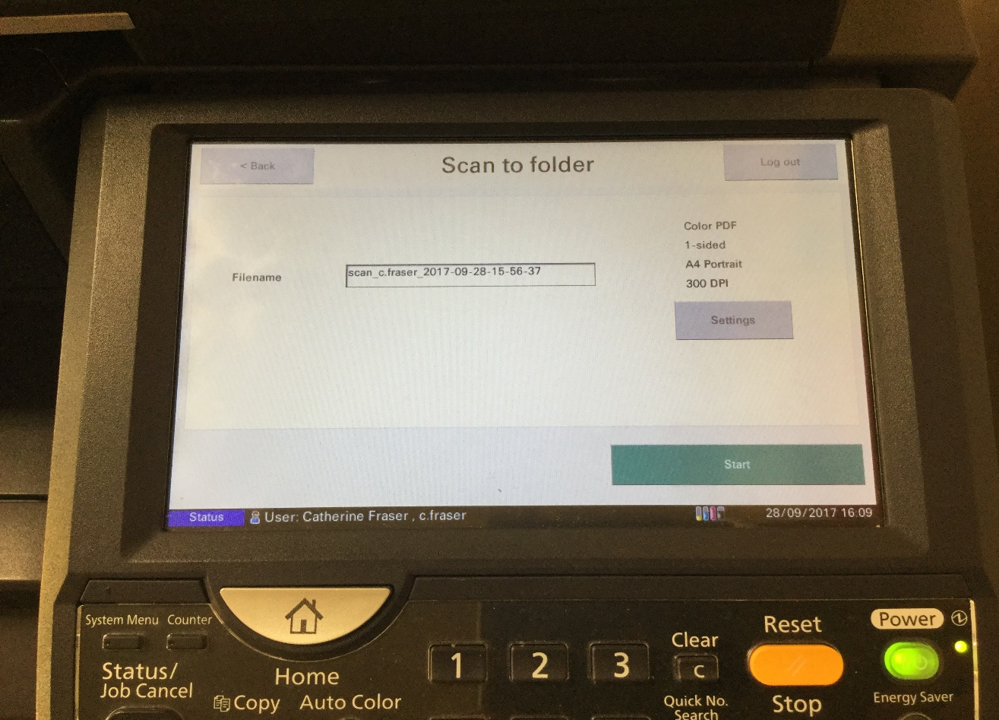 < Back
Scan to folder
Log out
Color PDF
1-sided
A4 Portrait
300 DPI
Filename
scan_c.fraser_2017-09-28-15-56-37
Settings
Start
Status
User: Catherine Fraser , c.fraser
28/09/2017 16:09
System Menu
Counter
Status/
Job Cancel
Home
Copy
Auto Color
1
2
3
Clear
C
Quick No.
Search
Reset
Stop
Power
Energy Saver